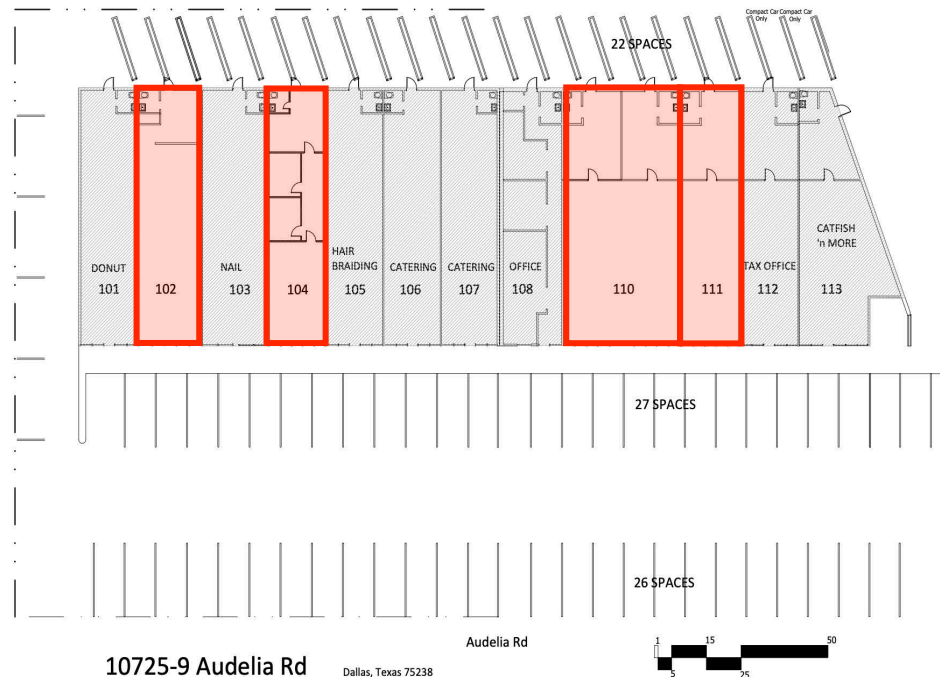 Compact Car Compact Car
Only Only
22 SPACES
DONUT
101
102
NAIL
103
104
HAIR
BRAIDING
105
CATERING
106
CATERING
107
OFFICE
108
110
111
TAX OFFICE
112
CATFISH
'n MORE
113
27 SPACES
26 SPACES
Audelia Rd
10725-9 Audelia Rd
Dallas, Texas 75238
1 15 50
5 25